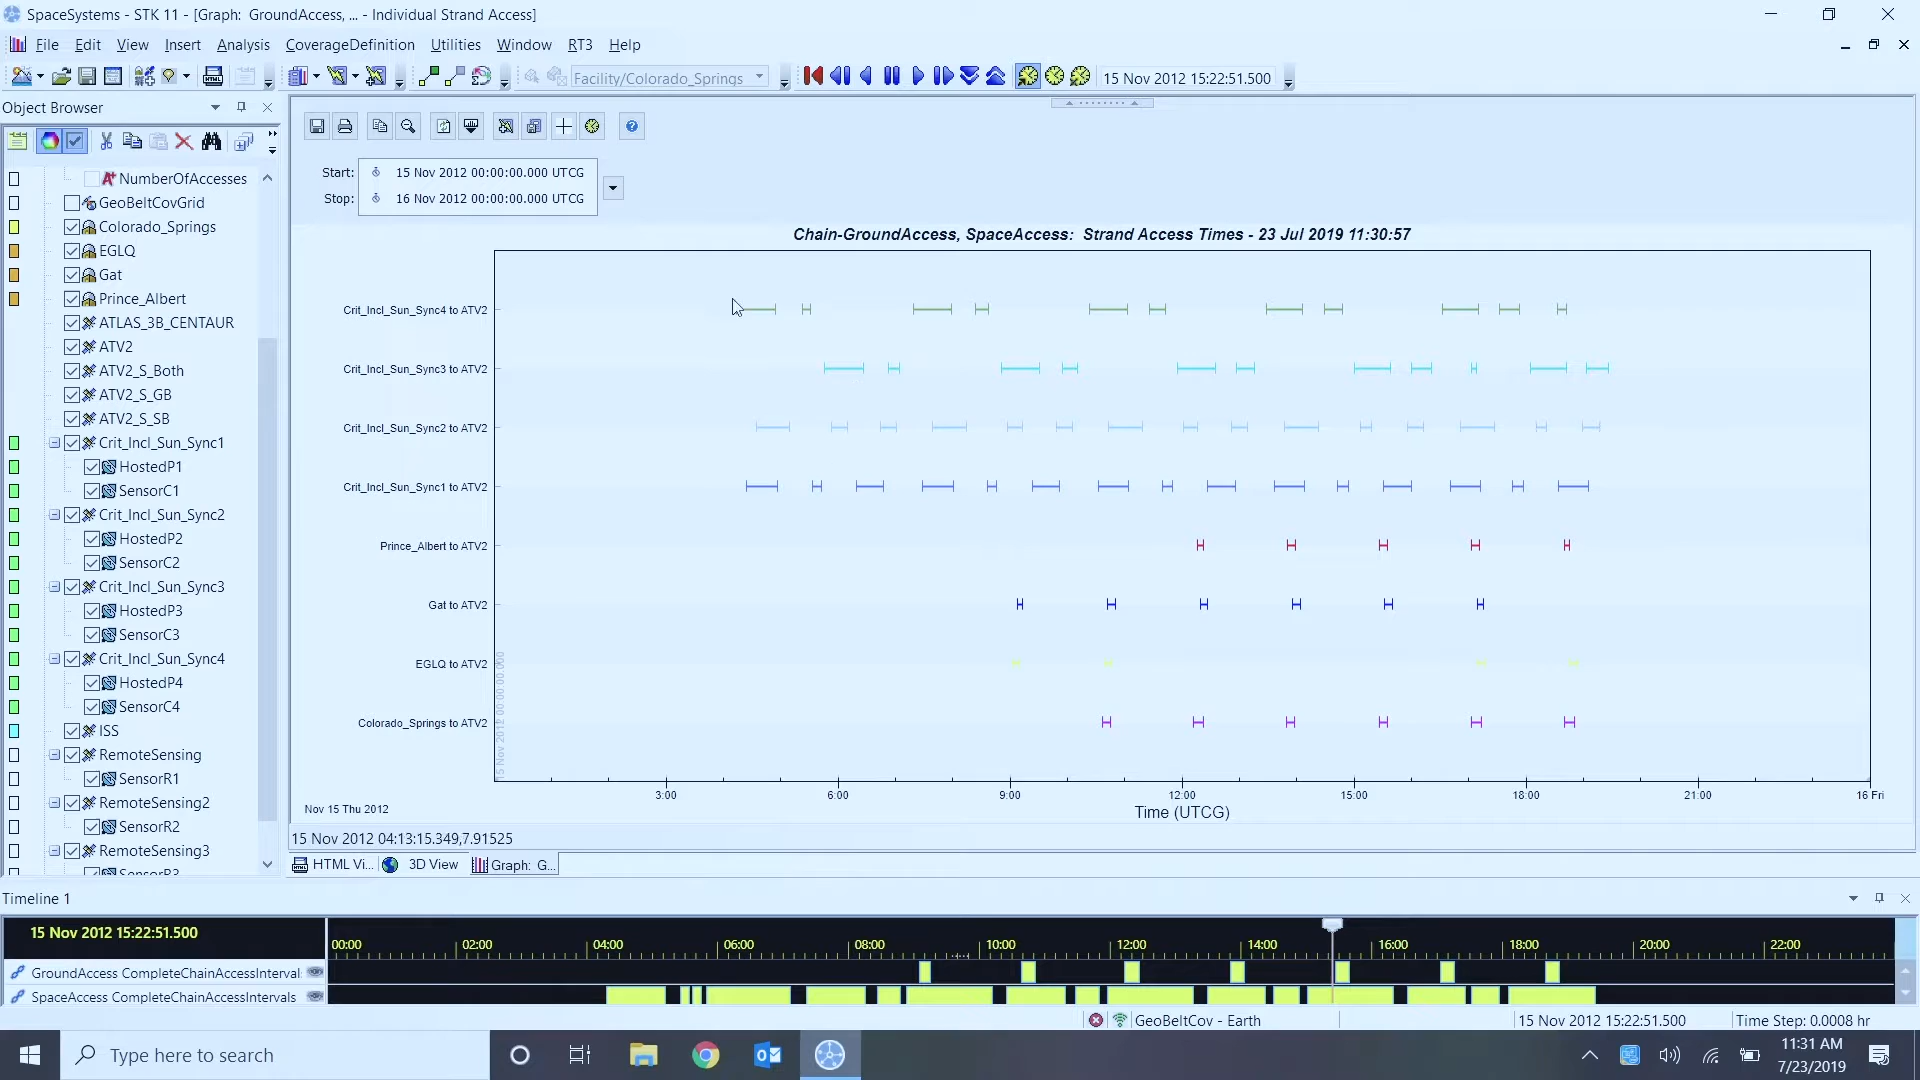 SpaceSystems - STK 11 - [Graph:  GroundAccess, ... - Individual Strand Access]
File Edit View Insert Analysis CoverageDefinition Utilities Window RT3 Help
Facility/Colorado_Springs
15 Nov 2012 15:22:51.500
Object Browser
NumberOfAccesses
GeoBeltCovGrid
Colorado_Springs
EGLQ
Gat
Prince_Albert
ATLAS_3B_CENTAUR
ATV2
ATV2_S_Both
ATV2_S_GB
ATV2_S_SB
Crit_Incl_Sun_Sync1
HostedP1
SensorC1
Crit_Incl_Sun_Sync2
HostedP2
SensorC2
Crit_Incl_Sun_Sync3
HostedP3
SensorC3
Crit_Incl_Sun_Sync4
HostedP4
SensorC4
ISS
RemoteSensing
SensorR1
RemoteSensing2
SensorR2
RemoteSensing3
SensorR3
Start: 15 Nov 2012 00:00:00.000 UTCG
Stop: 16 Nov 2012 00:00:00.000 UTCG
Chain-GroundAccess, SpaceAccess:  Strand Access Times - 23 Jul 2019 11:30:57
Crit_Incl_Sun_Sync4 to ATV2
Crit_Incl_Sun_Sync3 to ATV2
Crit_Incl_Sun_Sync2 to ATV2
Crit_Incl_Sun_Sync1 to ATV2
Prince_Albert to ATV2
Gat to ATV2
EGLQ to ATV2
Colorado_Springs to ATV2
15 Nov 2012 00:00:00.000
3:00 6:00 9:00 12:00 15:00 18:00 21:00 16 Fri
Nov 15 Thu 2012
Time (UTCG)
15 Nov 2012 04:13:15.349,7.91525
HTML Vi... 3D View Graph: G...
Timeline 1
15 Nov 2012 15:22:51.500
00:00 02:00 04:00 06:00 08:00 10:00 12:00 14:00 16:00 18:00 20:00 22:00
GroundAccess CompleteChainAccessInterval
SpaceAccess CompleteChainAccessIntervals
GeoBeltCov - Earth
15 Nov 2012 15:22:51.500
Time Step: 0.0008 hr
Type here to search
11:31 AM
7/23/2019